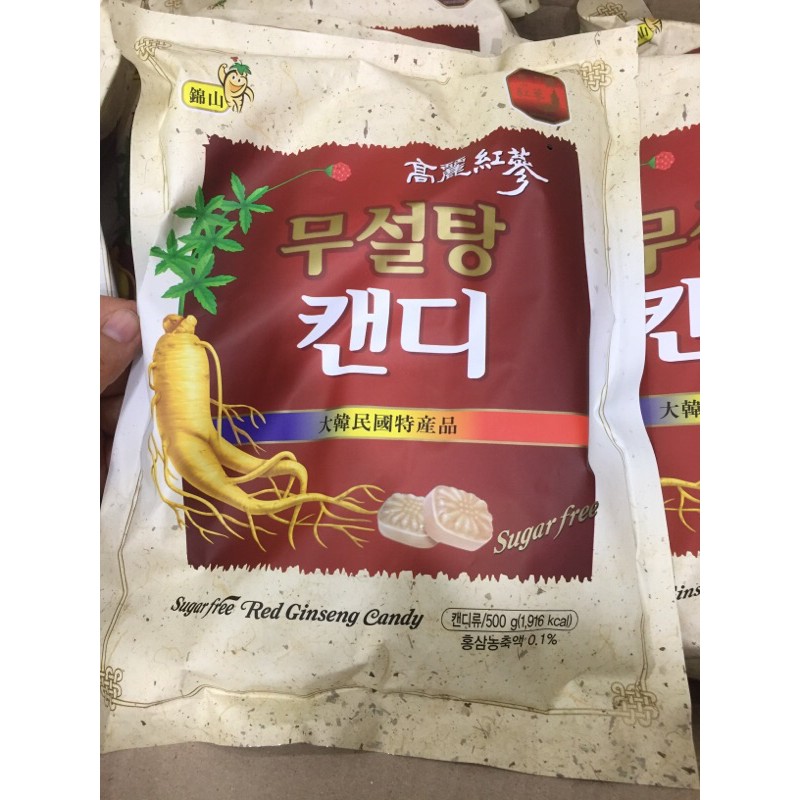 錦山
高麗紅蔘
무설탕
캔디
大韓民國特産品
Sugar free
Sugar free Red Ginseng Candy
캔디류/500 g(1,916 kcal)
홍삼농축액 0.1%
大韓